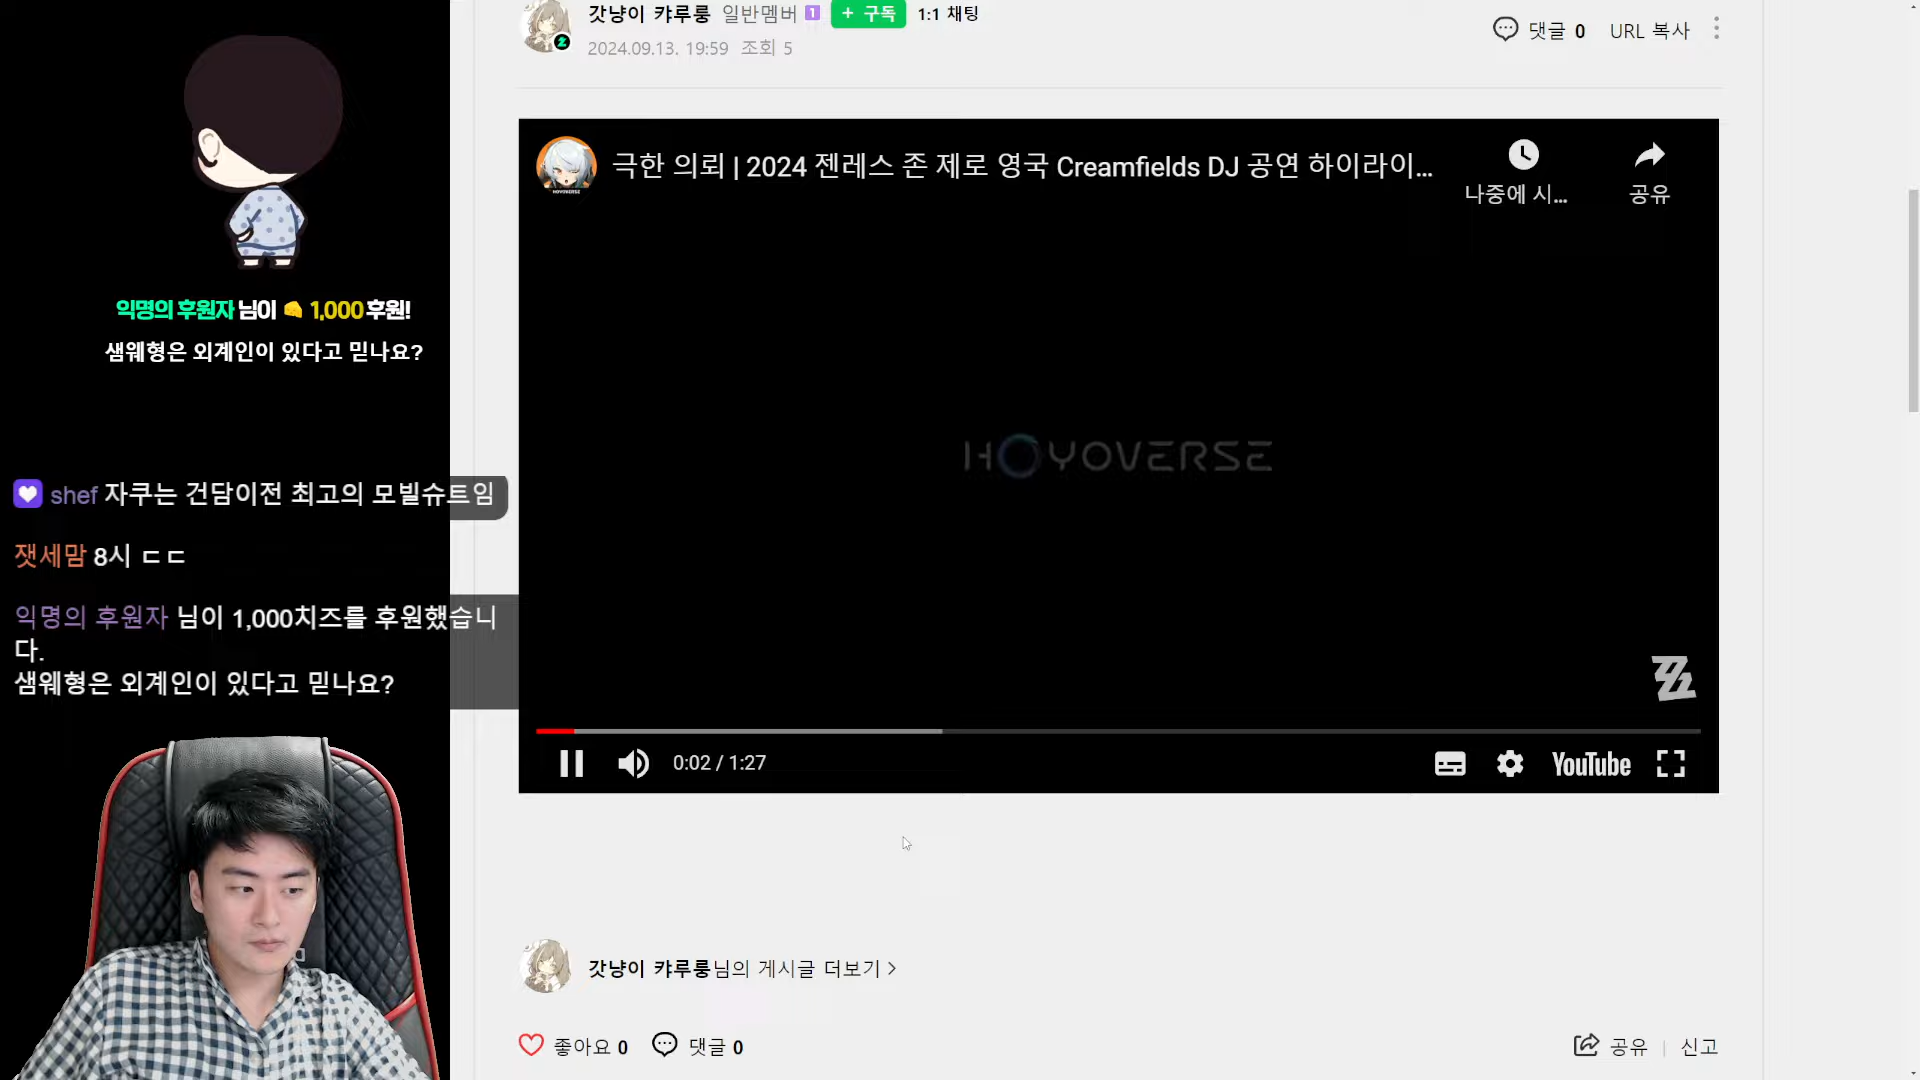 갓냥이 캬루룽 일반멤버 1 + 구독 1:1 채팅
2024.09.13. 19:59 조회 5
댓글 0 URL 복사
극한 의뢰 | 2024 젠레스 존 제로 영국 Creamfields DJ 공연 하이라이...
나중에 시...
공유
익명의 후원자 님이 1,000 후원!
샘웨형은 외계인이 있다고 믿나요?
HOYOVERSE
shef 자쿠는 건담이전 최고의 모빌슈트임
잿세맘 8시 ㄷㄷ
익명의 후원자 님이 1,000치즈를 후원했습니
다.
샘웨형은 외계인이 있다고 믿나요?
0:02 / 1:27
YouTube
갓냥이 캬루룽님의 게시글 더보기 >
좋아요 0 댓글 0
공유 | 신고